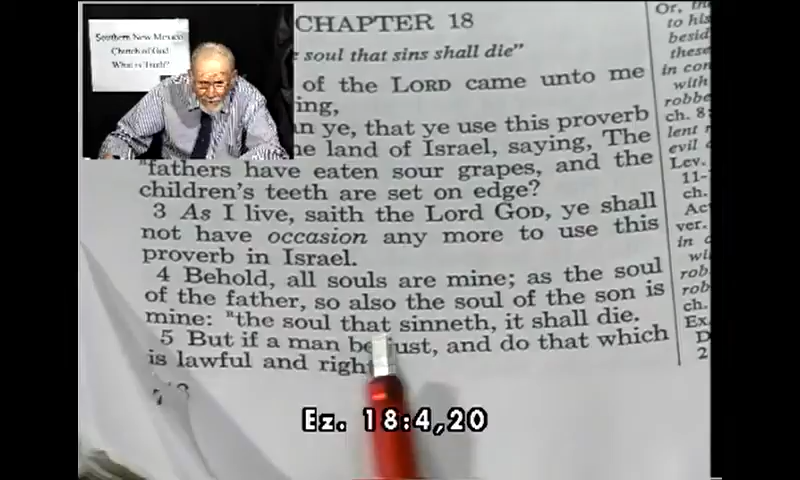 Southern New Mexico
Church of God
What is Truth?
CHAPTER 18
soul that sins shall die"
of the LORD came unto me
ing,
n ye, that ye use this proverb
he land of Israel, saying, The
"fathers have eaten sour grapes, and the
children's teeth are set on edge?
3 As I live, saith the Lord GOD, ye shall
not have occasion any more to use this
proverb in Israel.
4 Behold, all souls are mine; as the soul
of the father, so also the soul of the son is
mine: "the soul that sinneth, it shall die.
5 But if a man be just, and do that which
is lawful and right
Or, th
to his
besid
these
in con
with
robbe
ch. 8:
lent
evil
Lev.
11-
ch.
Ac
ver.
in
wi
rob
rob
ch.
Ex.
D
2
Ez. 18:4,20